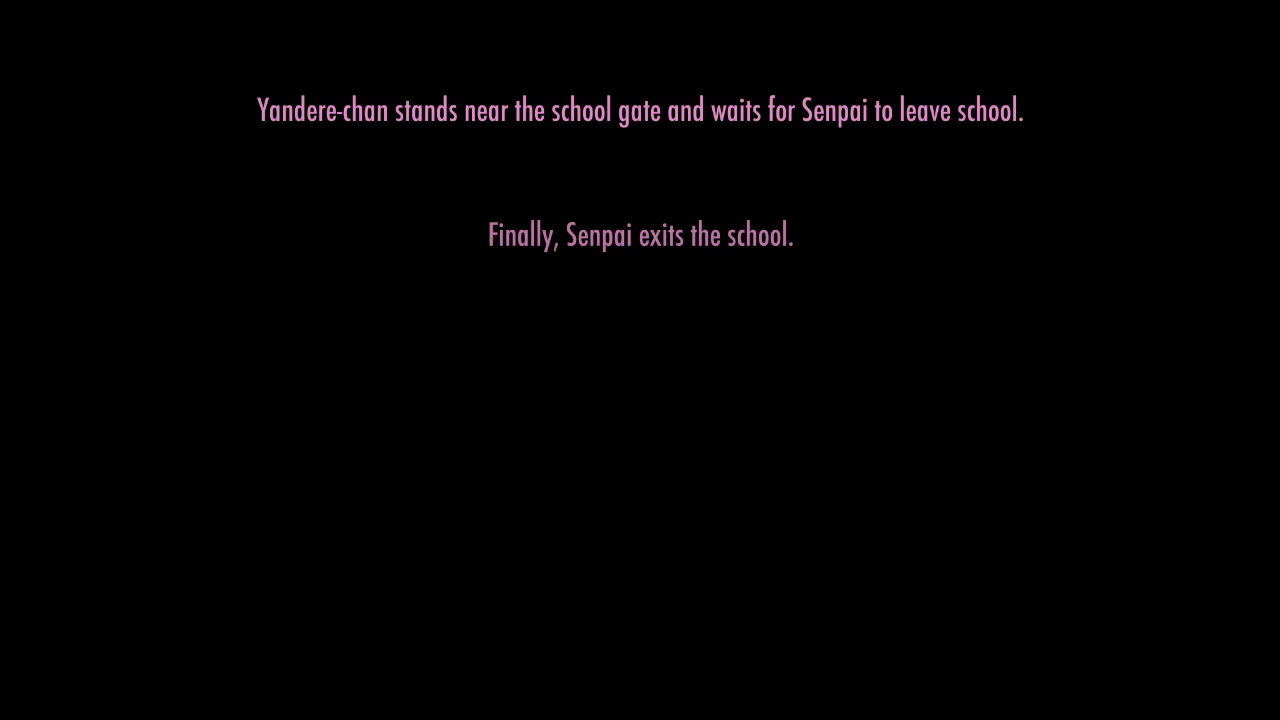 Yandere-chan stands near the school gate and waits for Senpai to leave school.
Finally, Senpai exits the school.